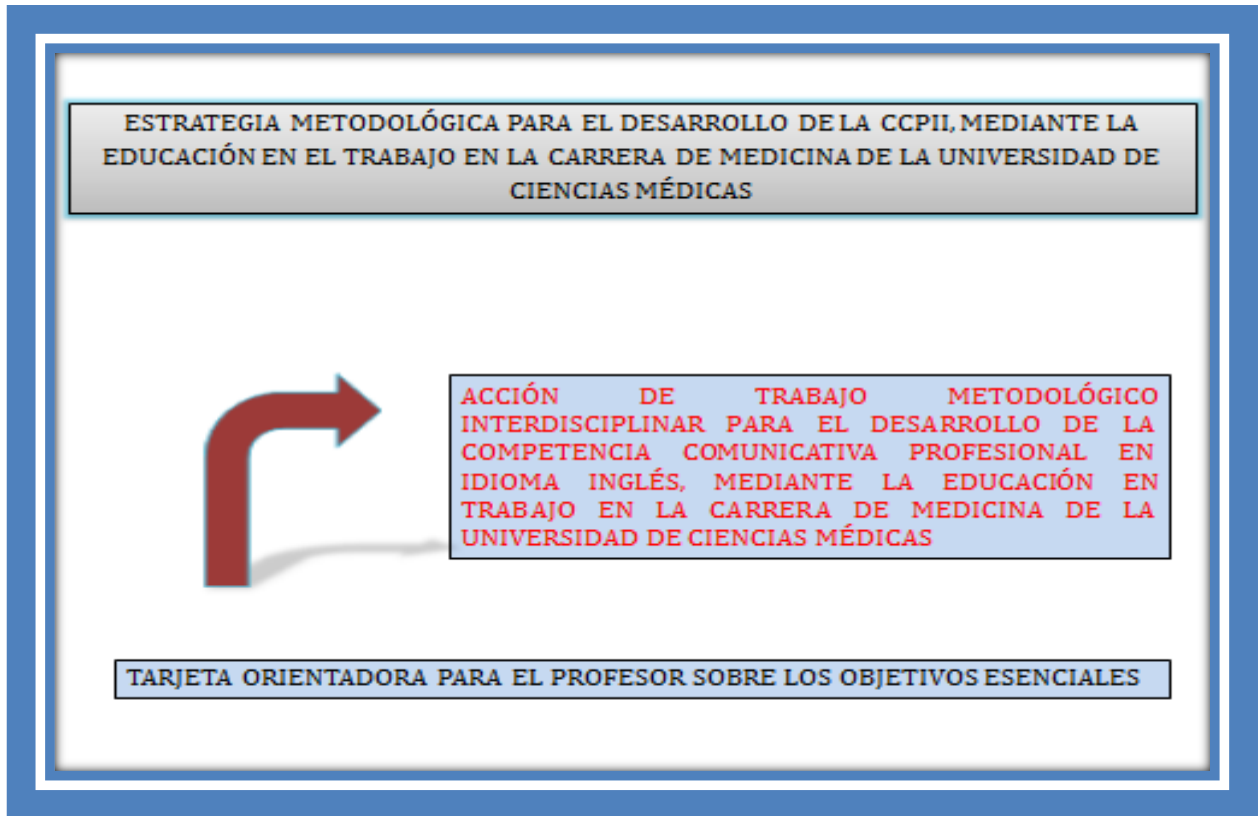 ESTRATEGIA METODOLÓGICA PARA EL DESARROLLO DE LA CCPII, MEDIANTE LA
EDUCACIÓN EN EL TRABAJO EN LA CARRERA DE MEDICINA DE LA UNIVERSIDAD DE
CIENCIAS MÉDICAS
ACCIÓN DE TRABAJO METODOLÓGICO
INTERDISCIPLINAR PARA EL DESARROLLO DE LA
COMPETENCIA COMUNICATIVA PROFESIONAL EN
IDIOMA INGLÉS, MEDIANTE LA EDUCACIÓN EN
TRABAJO EN LA CARRERA DE MEDICINA DE LA
UNIVERSIDAD DE CIENCIAS MÉDICAS
TARJETA ORIENTADORA PARA EL PROFESOR SOBRE LOS OBJETIVOS ESENCIALES